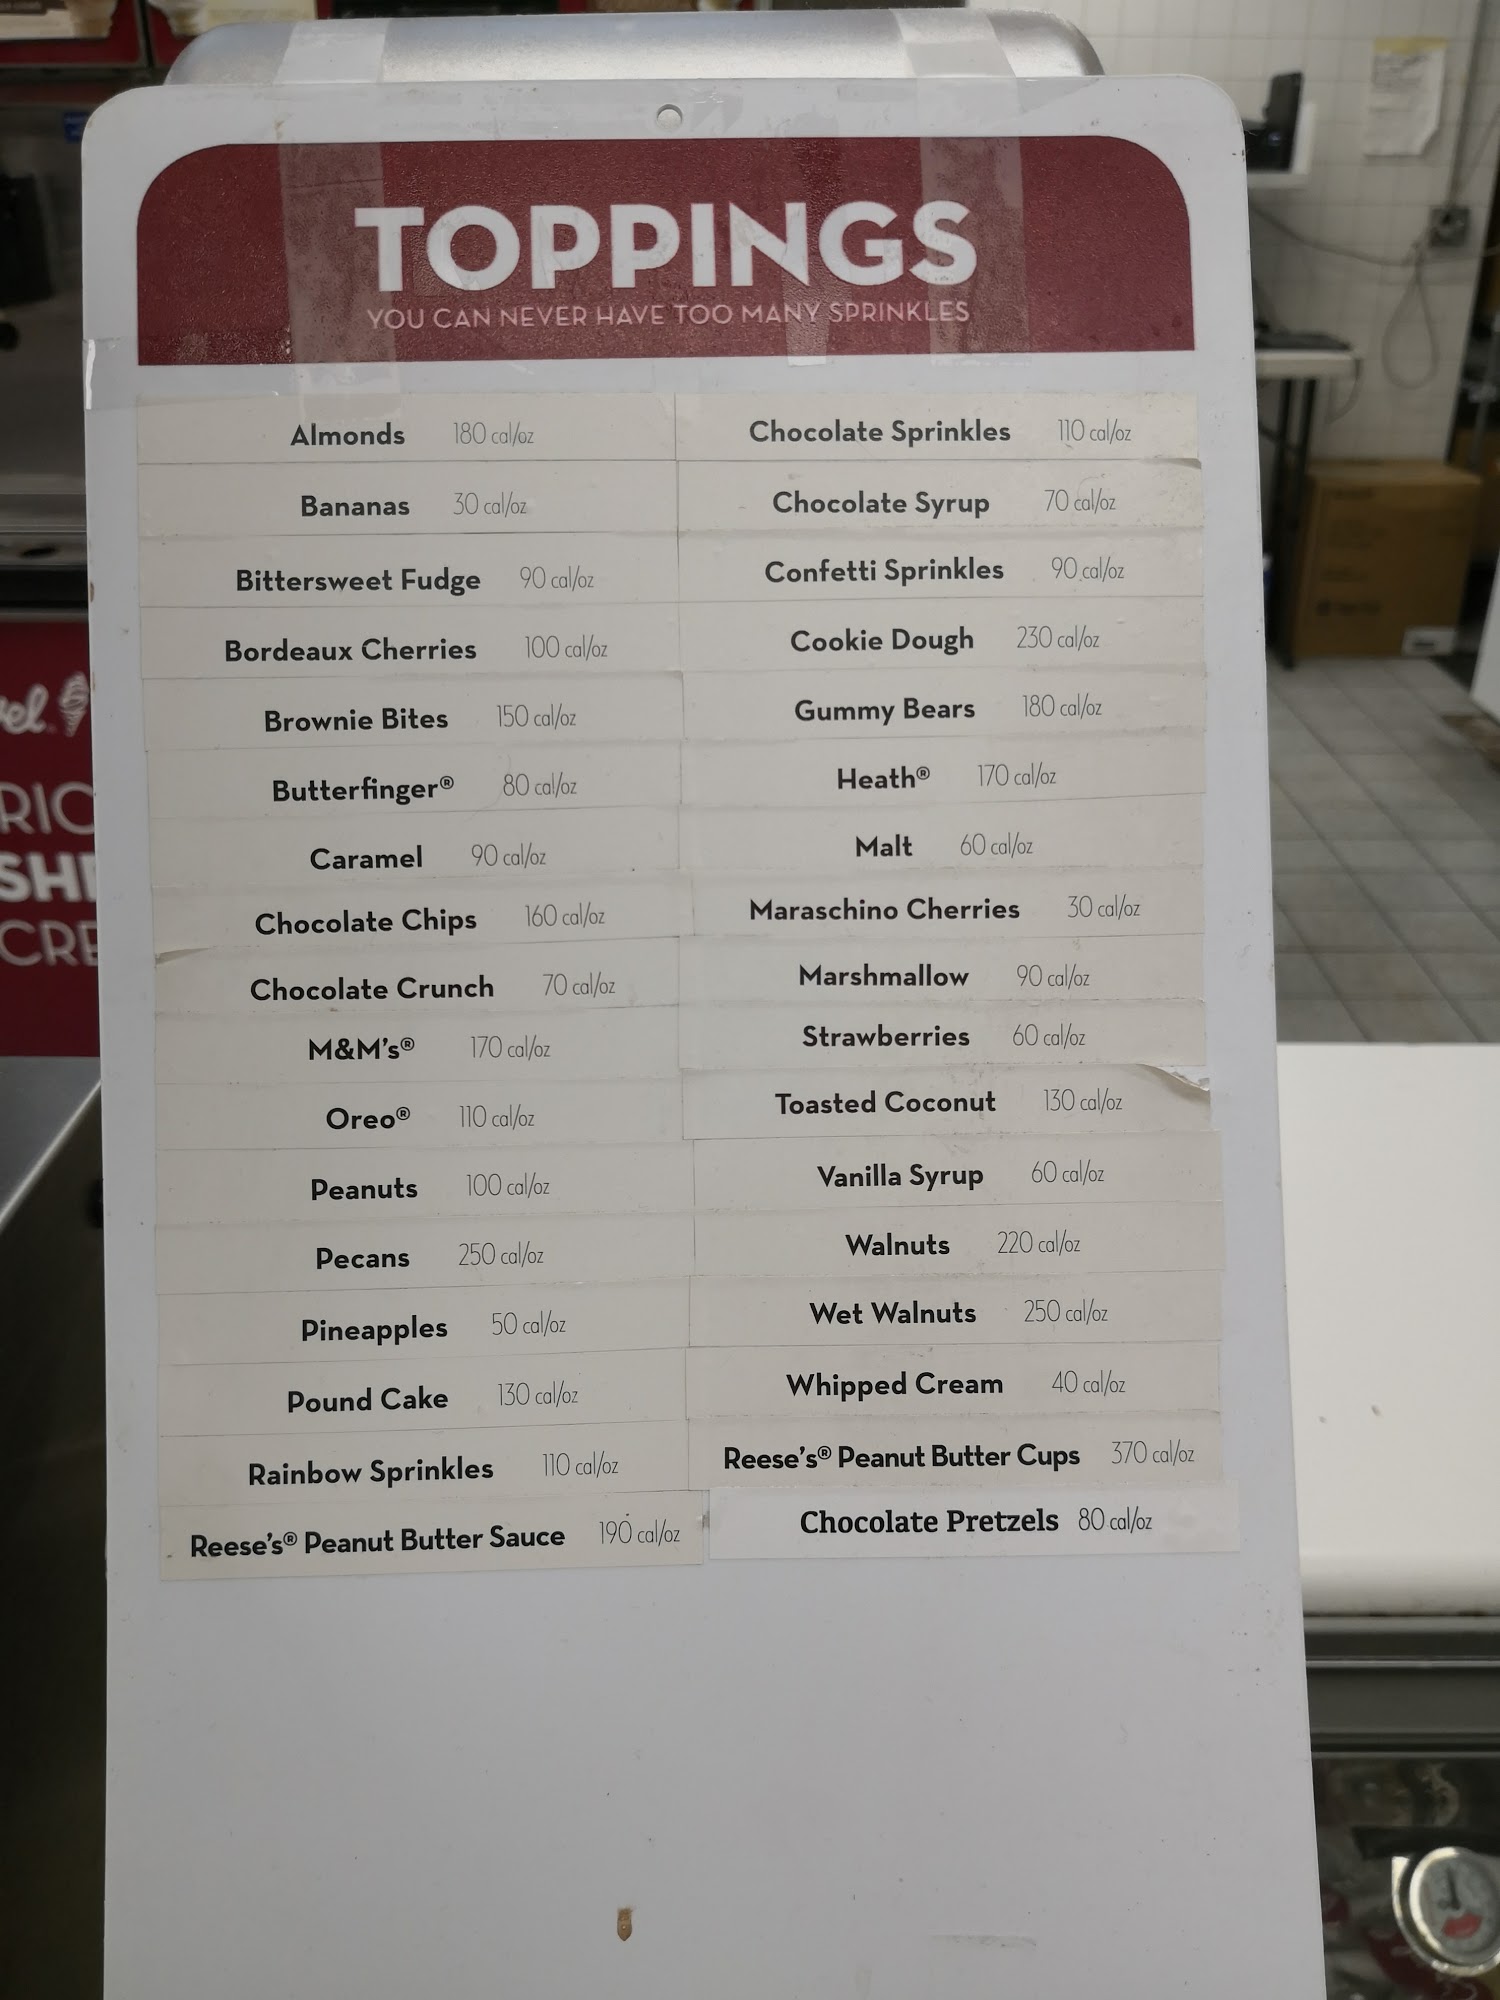 TOPPINGS
YOU CAN NEVER HAVE TOO MANY SPRINKLES
Almonds 180 cal/oz
Bananas 30 cal/oz
Bittersweet Fudge 90 cal/oz
Bordeaux Cherries 100 cal/oz
Brownie Bites 150 cal/oz
Butterfinger® 80 cal/oz
Caramel 90 cal/oz
Chocolate Chips 160 cal/oz
Chocolate Crunch 70 cal/oz
M&M's® 170 cal/oz
Oreo® 110 cal/oz
Peanuts 100 cal/oz
Pecans 250 cal/oz
Pineapples 50 cal/oz
Pound Cake 130 cal/oz
Rainbow Sprinkles 110 cal/oz
Reese's® Peanut Butter Sauce 190 cal/oz
Chocolate Sprinkles 110 cal/oz
Chocolate Syrup 70 cal/oz
Confetti Sprinkles 90 cal/oz
Cookie Dough 230 cal/oz
Gummy Bears 180 cal/oz
Heath® 170 cal/oz
Malt 60 cal/oz
Maraschino Cherries 30 cal/oz
Marshmallow 90 cal/oz
Strawberries 60 cal/oz
Toasted Coconut 130 cal/oz
Vanilla Syrup 60 cal/oz
Walnuts 220 cal/oz
Wet Walnuts 250 cal/oz
Whipped Cream 40 cal/oz
Reese's® Peanut Butter Cups 370 cal/oz
Chocolate Pretzels 80 cal/oz